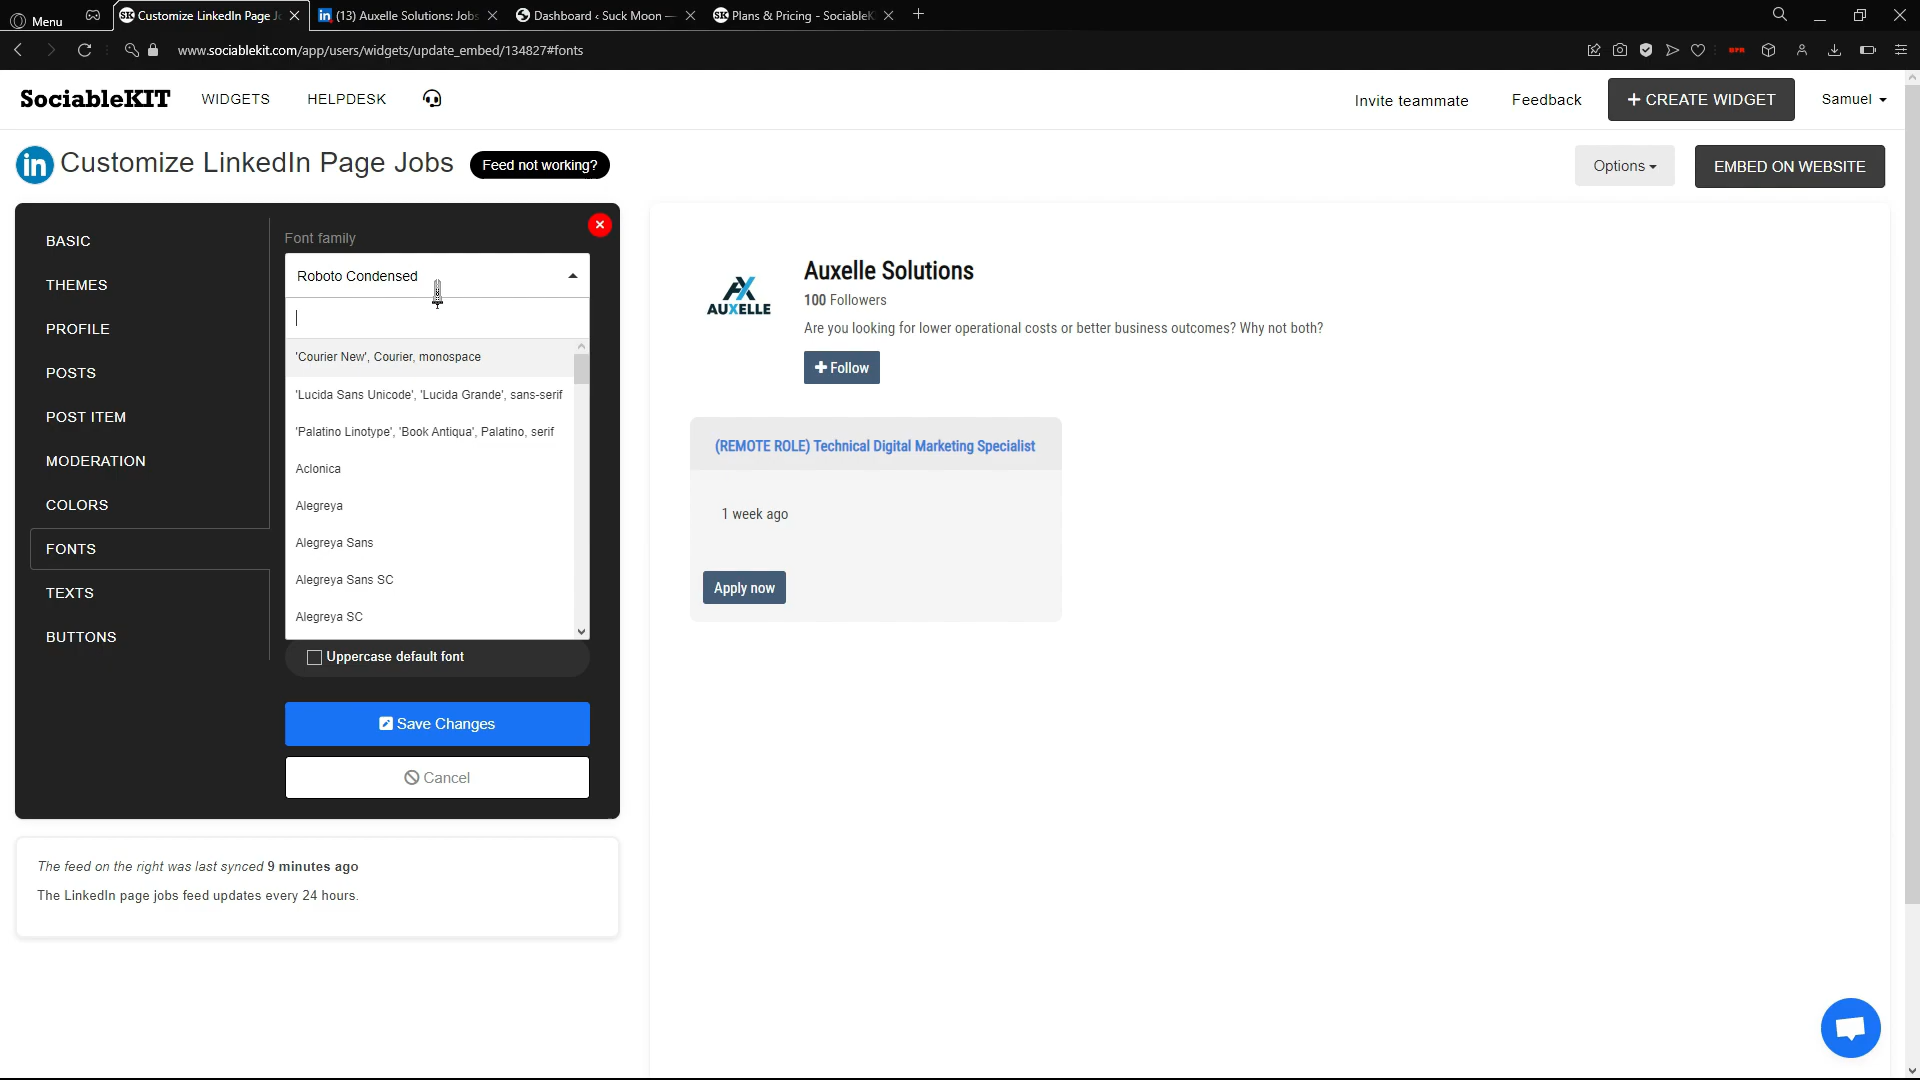 Menu
Customize LinkedIn Page J
(13) Auxelle Solutions: Jobs
Dashboard ‹ Suck Moon —
Plans & Pricing - SociableK
www.sociablekit.com/app/users/widgets/update_embed/134827#fonts
SociableKIT
WIDGETS
HELPDESK
Invite teammate
Feedback
+ CREATE WIDGET
Samuel
Customize LinkedIn Page Jobs
Feed not working?
Options
EMBED ON WEBSITE
BASIC
THEMES
PROFILE
POSTS
POST ITEM
MODERATION
COLORS
FONTS
TEXTS
BUTTONS
Font family
Roboto Condensed
'Courier New', Courier, monospace
'Lucida Sans Unicode', 'Lucida Grande', sans-serif
'Palatino Linotype', 'Book Antiqua', Palatino, serif
Aclonica
Alegreya
Alegreya Sans
Alegreya Sans SC
Alegreya SC
Uppercase default font
Save Changes
Cancel
The feed on the right was last synced 9 minutes ago
The LinkedIn page jobs feed updates every 24 hours.
AUXELLE
Auxelle Solutions
100 Followers
Are you looking for lower operational costs or better business outcomes? Why not both?
+ Follow
(REMOTE ROLE) Technical Digital Marketing Specialist
1 week ago
Apply now